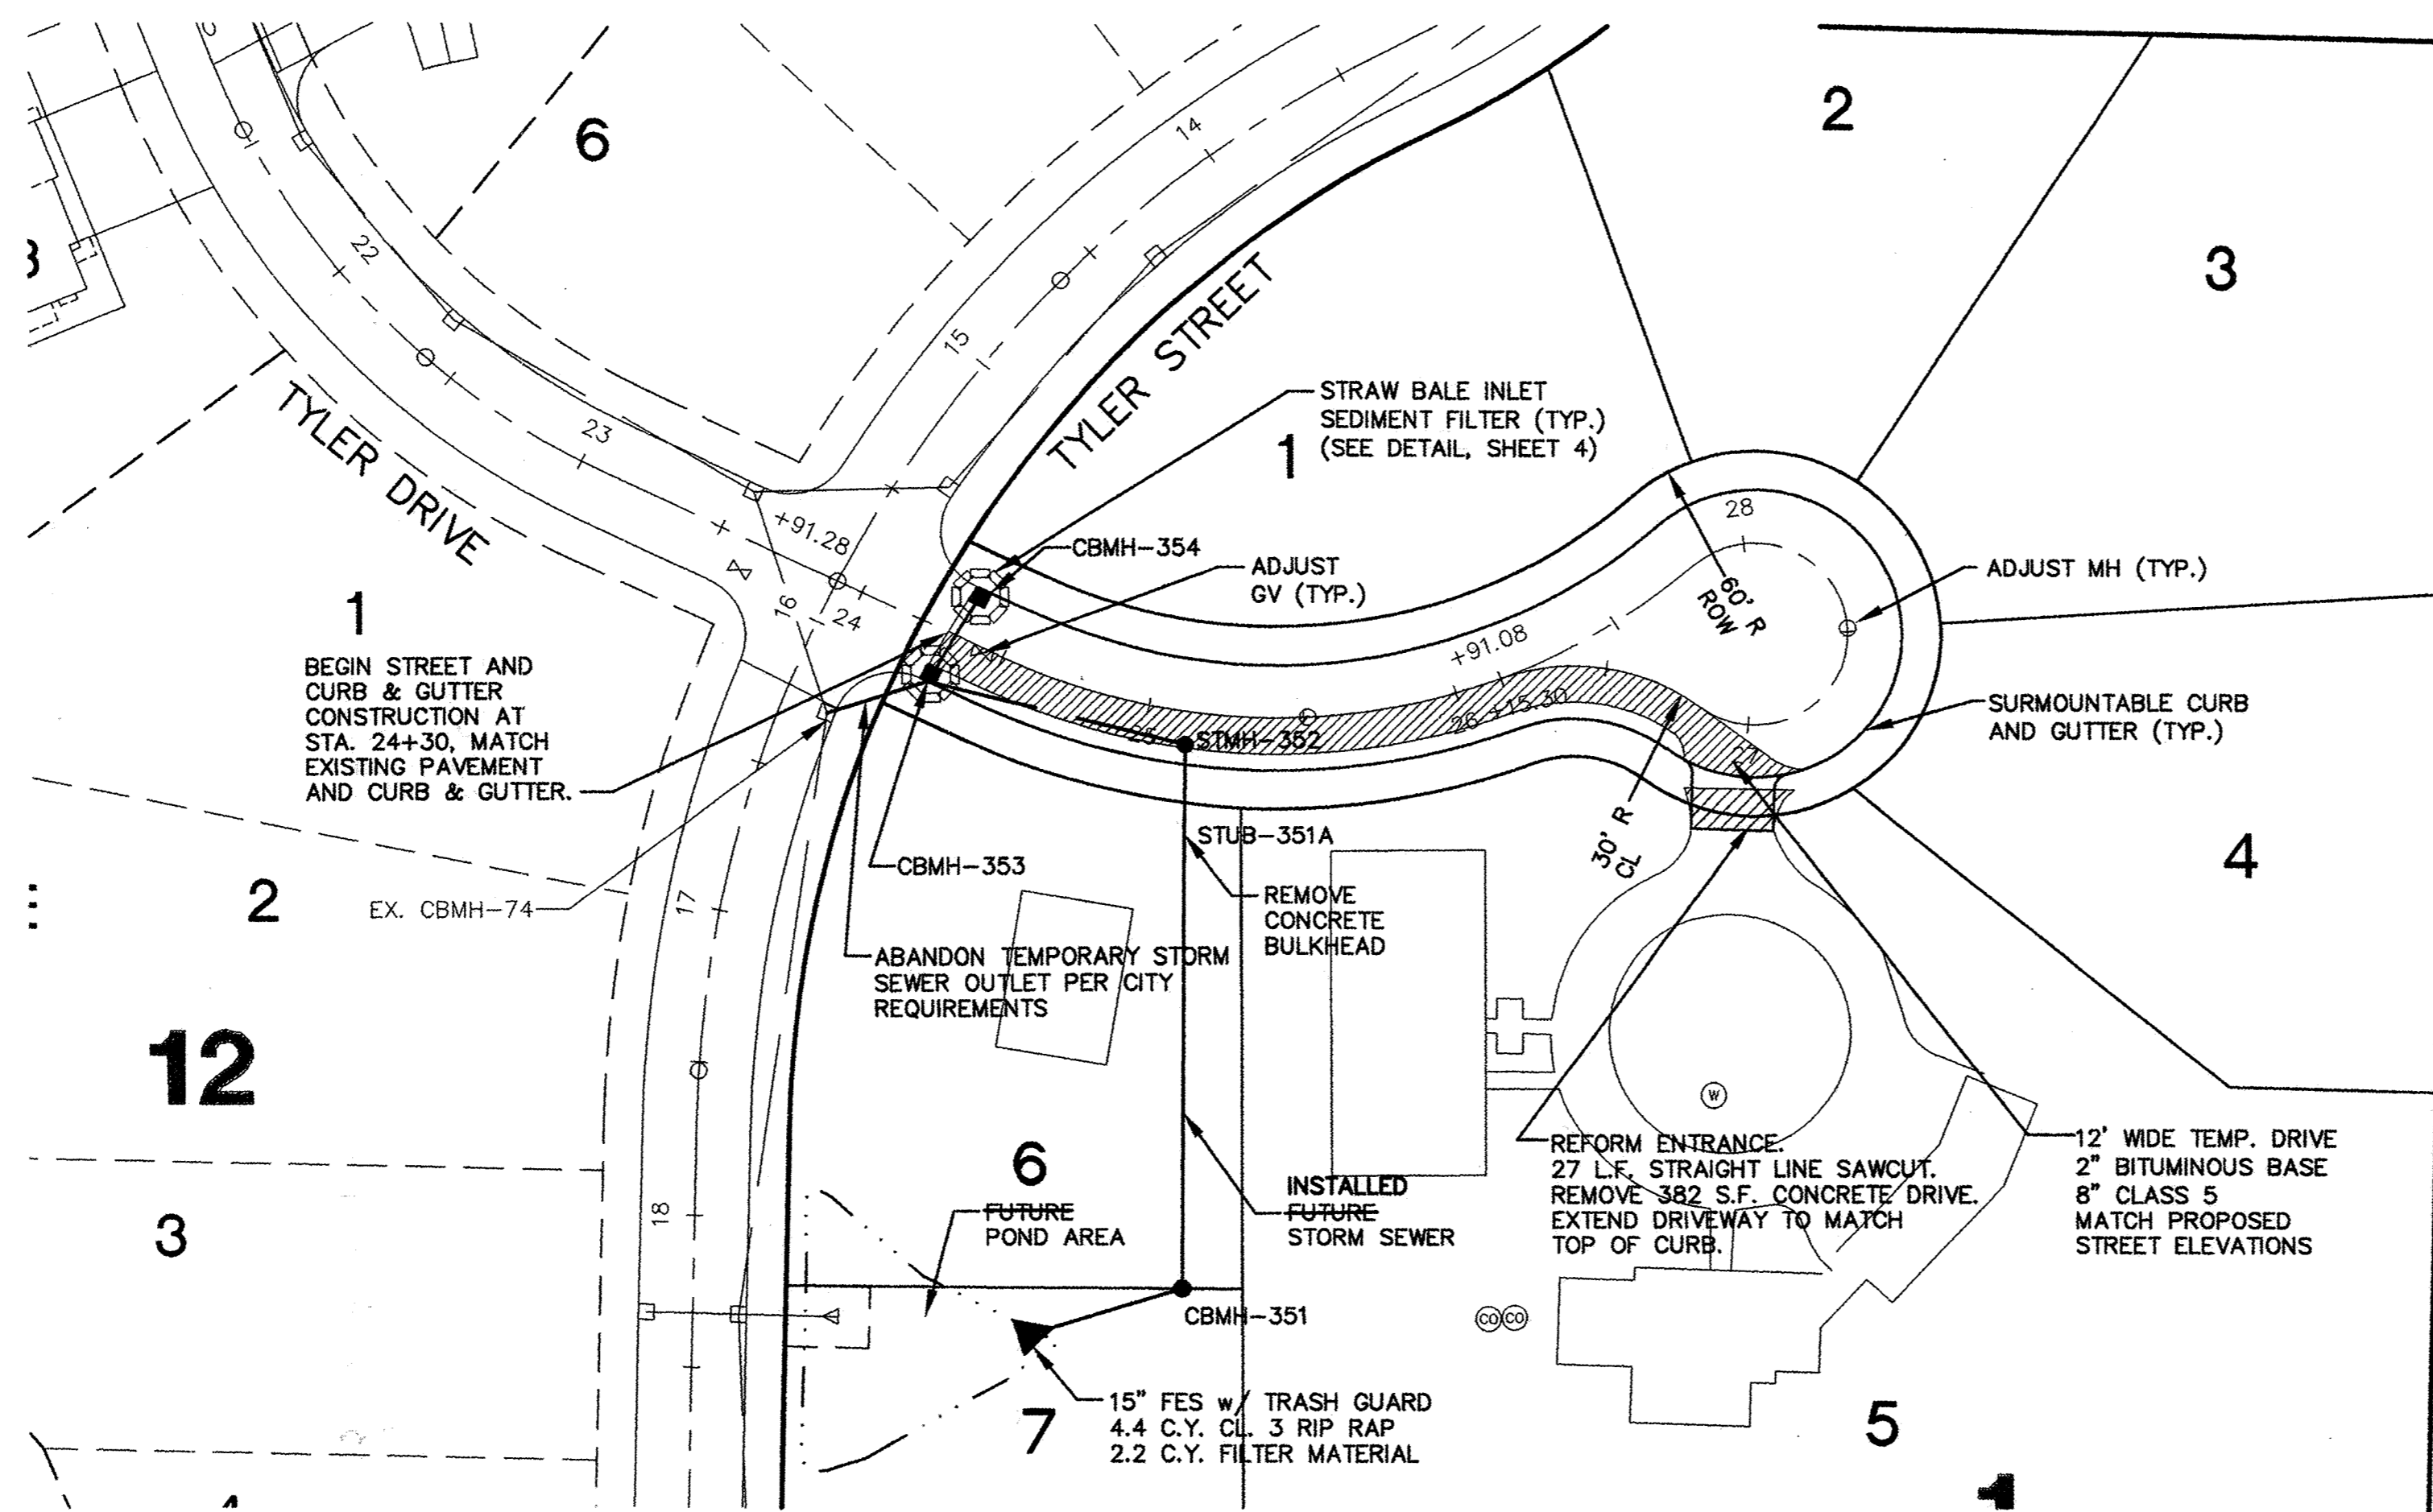 6
2
3
14
22
15
23
TYLER STREET
TYLER DRIVE
STRAW BALE INLET
SEDIMENT FILTER (TYP.)
(SEE DETAIL, SHEET 4)
1
28
+91.28
CBMH-354
ADJUST
GV (TYP.)
60' R
ROW
ADJUST MH (TYP.)
16
24
1
+91.08
BEGIN STREET AND
CURB & GUTTER
CONSTRUCTION AT
STA. 24+30, MATCH
EXISTING PAVEMENT
AND CURB & GUTTER.
SURMOUNTABLE CURB
AND GUTTER (TYP.)
26 +15.30
25
STMH-352
27
30' R
CL
STUB-351A
CBMH-353
4
2
EX. CBMH-74
17
REMOVE
CONCRETE
BULKHEAD
ABANDON TEMPORARY STORM
SEWER OUTLET PER CITY
REQUIREMENTS
12
W
REFORM ENTRANCE.
27 L.F. STRAIGHT LINE SAWCUT.
REMOVE 382 S.F. CONCRETE DRIVE.
EXTEND DRIVEWAY TO MATCH
TOP OF CURB.
12' WIDE TEMP. DRIVE
2" BITUMINOUS BASE
8" CLASS 5
MATCH PROPOSED
STREET ELEVATIONS
6
INSTALLED
FUTURE
STORM SEWER
FUTURE
POND AREA
18
3
CBMH-351
CO CO
15" FES w/ TRASH GUARD
4.4 C.Y. CL. 3 RIP RAP
2.2 C.Y. FILTER MATERIAL
7
5